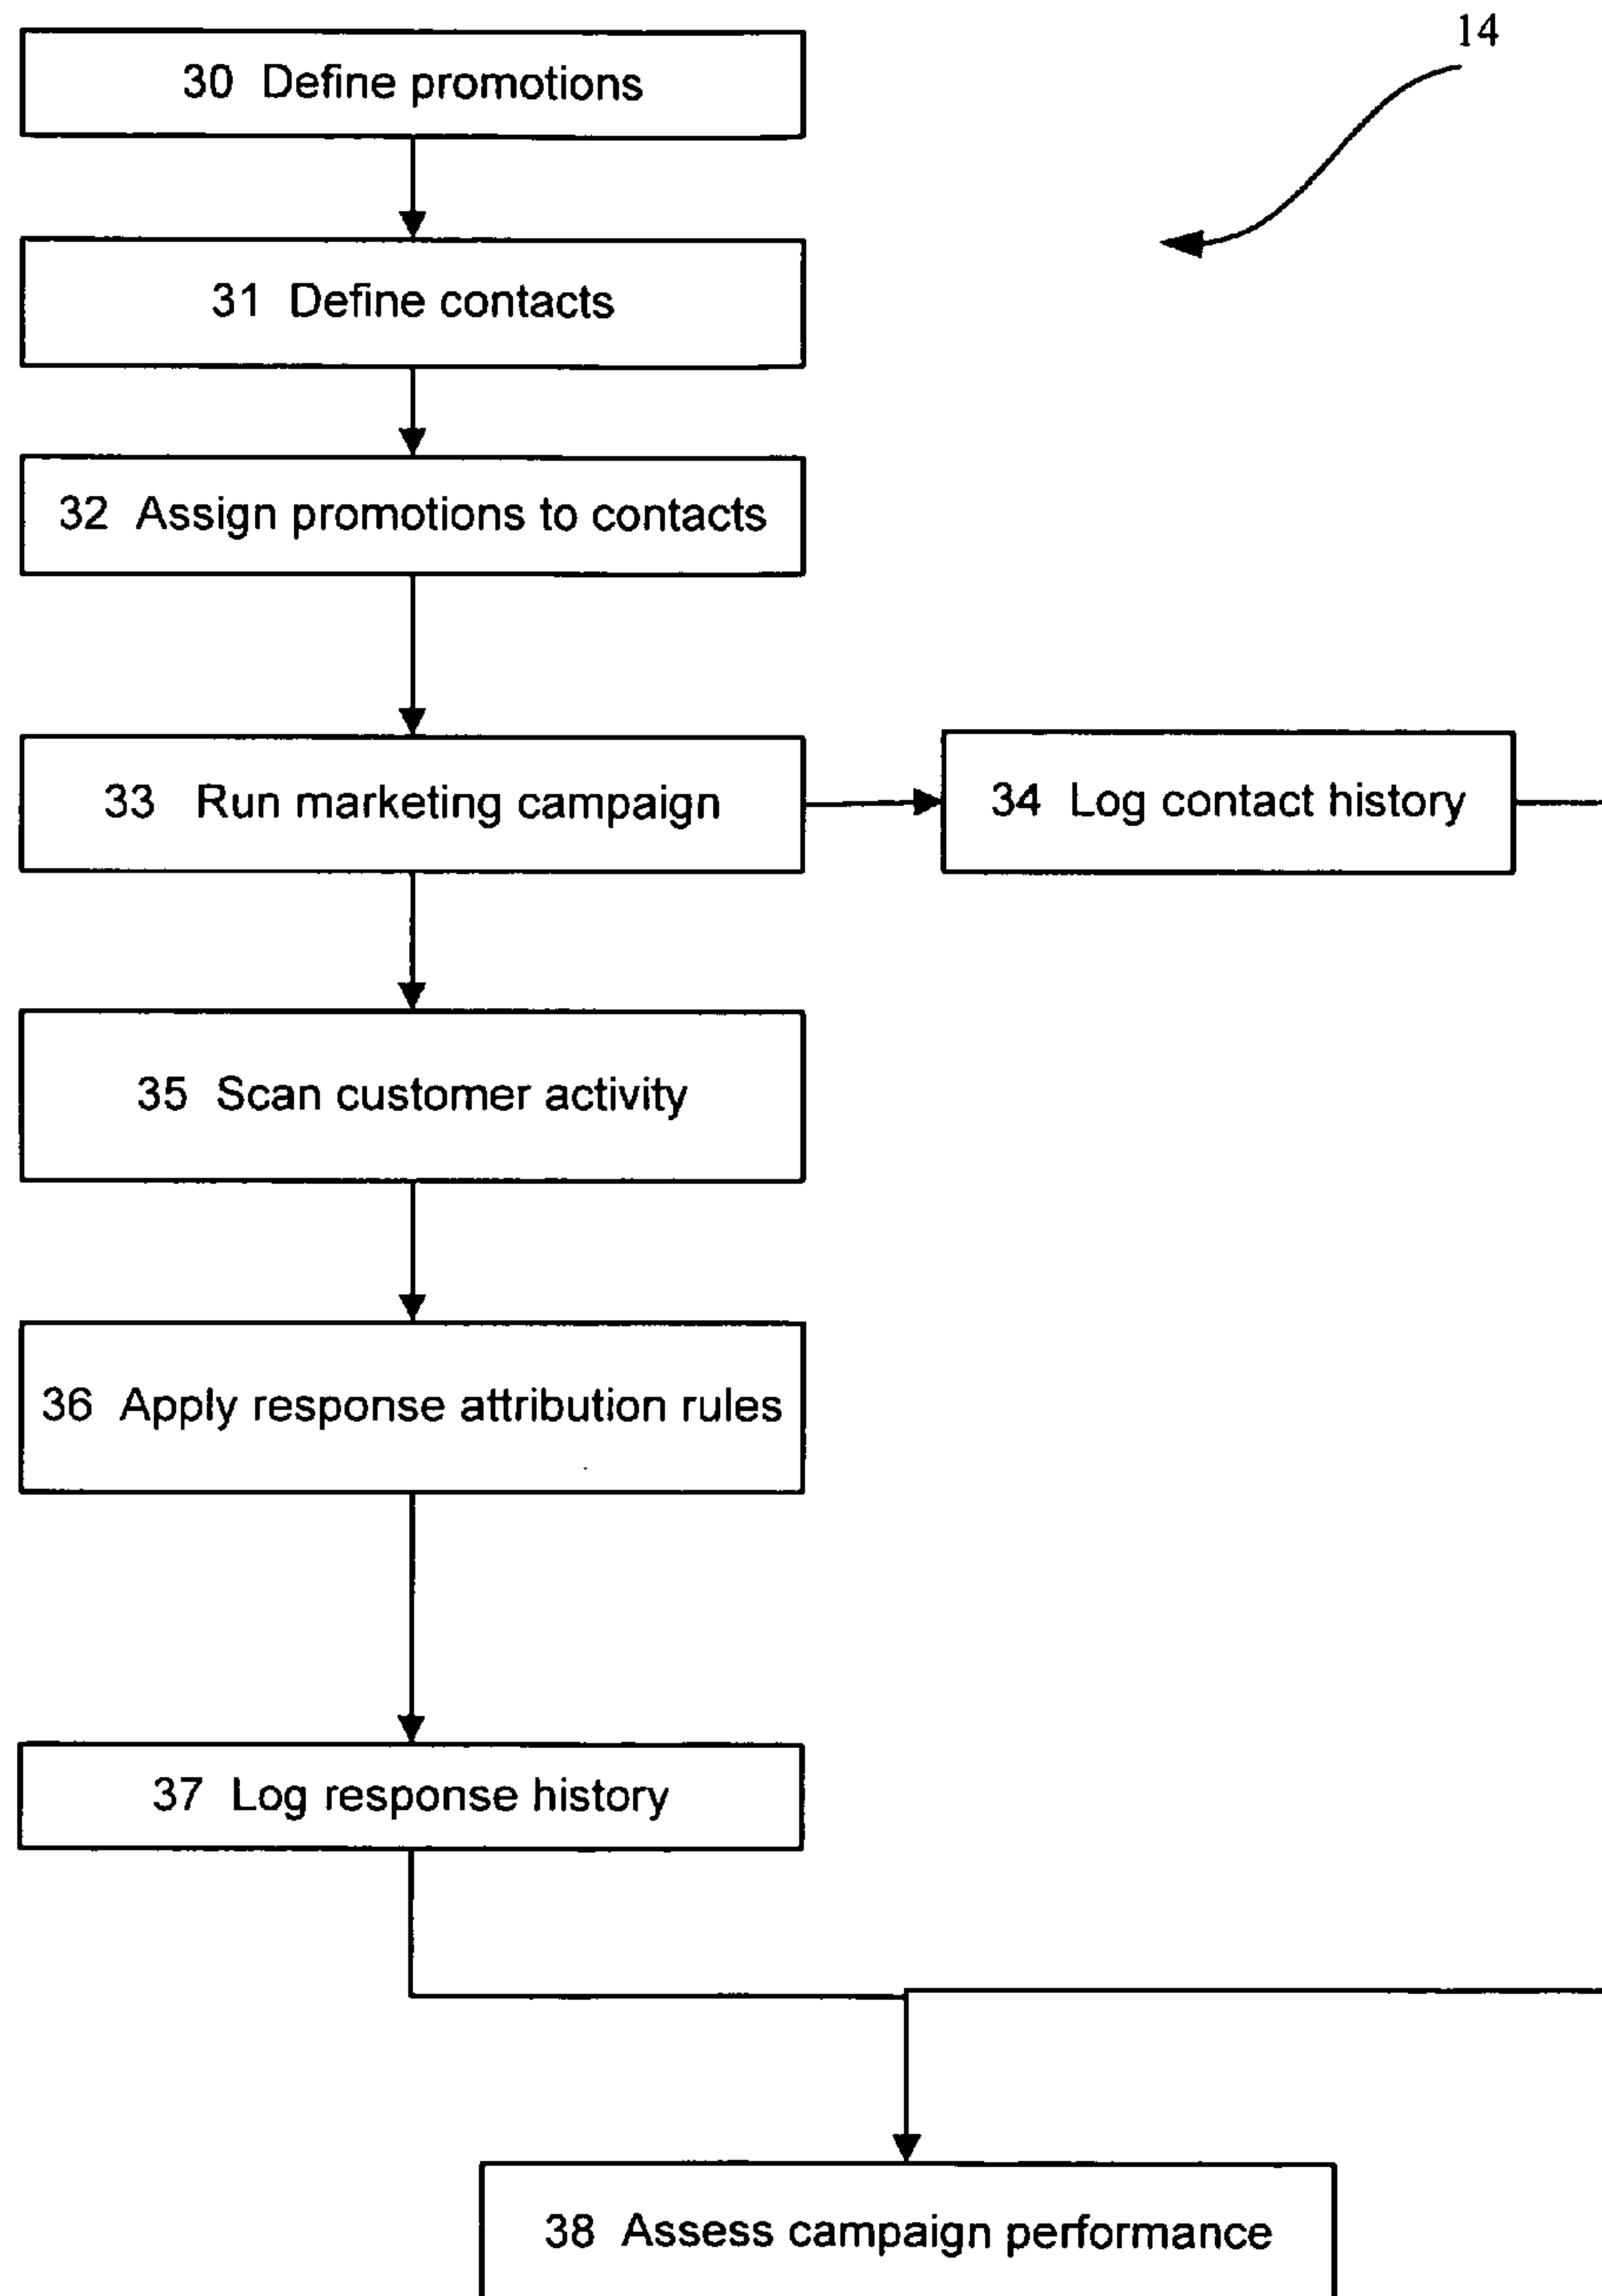 14
30 Define promotions
31 Define contacts
32 Assign promotions to contacts
33 Run marketing campaign
34 Log contact history
35 Scan customer activity
36 Apply response attribution rules
37 Log response history
38 Assess campaign performance